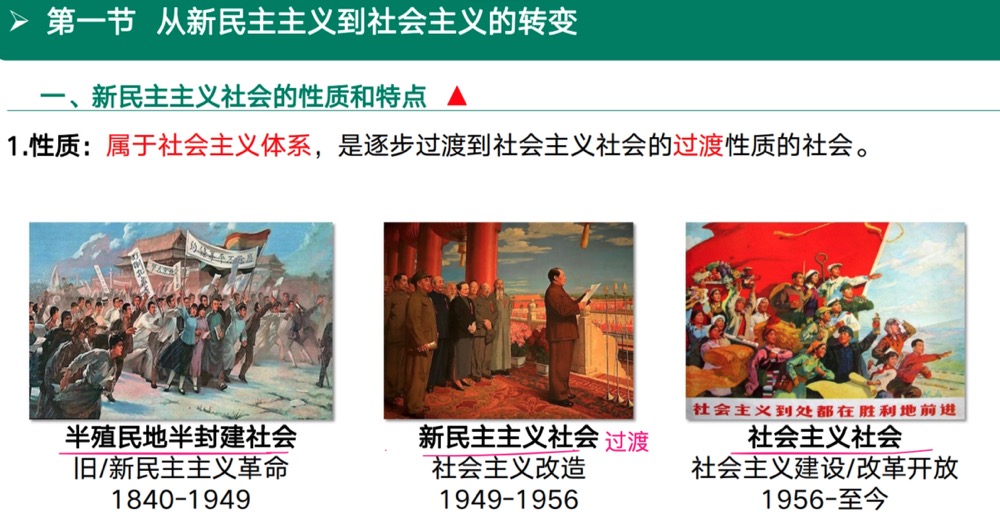 第一节 从新民主主义到社会主义的转变
一、新民主主义社会的性质和特点
1.性质：属于社会主义体系，是逐步过渡到社会主义社会的过渡性质的社会。
社会主义到处都在胜利地前进
半殖民地半封建社会
旧/新民主主义革命
1840-1949
新民主主义社会 过渡
社会主义改造
1949-1956
社会主义社会
社会主义建设/改革开放
1956-至今